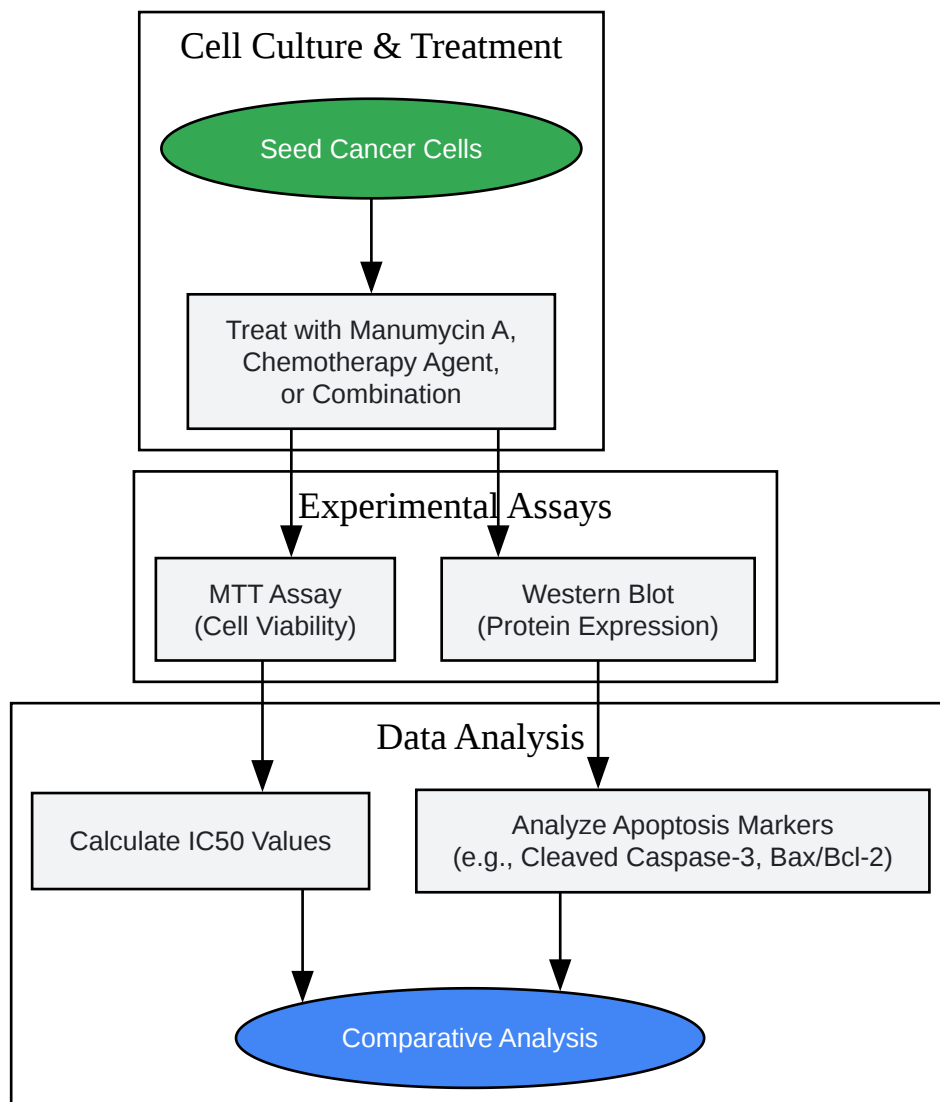 Cell Culture & Treatment
Seed Cancer Cells
Treat with Manumycin A,
Chemotherapy Agent,
or Combination
Experimental Assays
MTT Assay
(Cell Viability)
Western Blot
(Protein Expression)
Data Analysis
Calculate IC50 Values
Analyze Apoptosis Markers
(e.g., Cleaved Caspase-3, Bax/Bcl-2)
Comparative Analysis